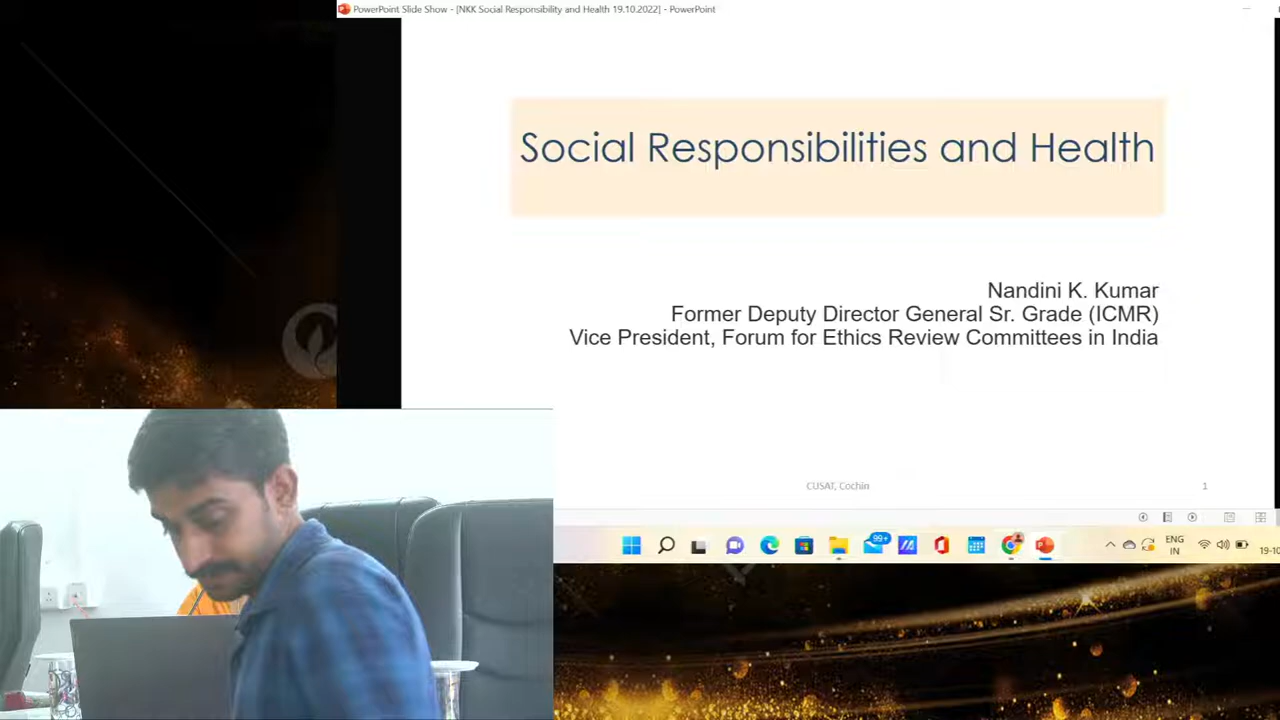 PowerPoint Slide Show - [NKK Social Responsibility and Health 19.10.2022] - PowerPoint
Social Responsibilities and Health
Nandini K. Kumar
Former Deputy Director General Sr. Grade (ICMR)
Vice President, Forum for Ethics Review Committees in India
CUSAT, Cochin
1
99+
ENG
IN
19-10